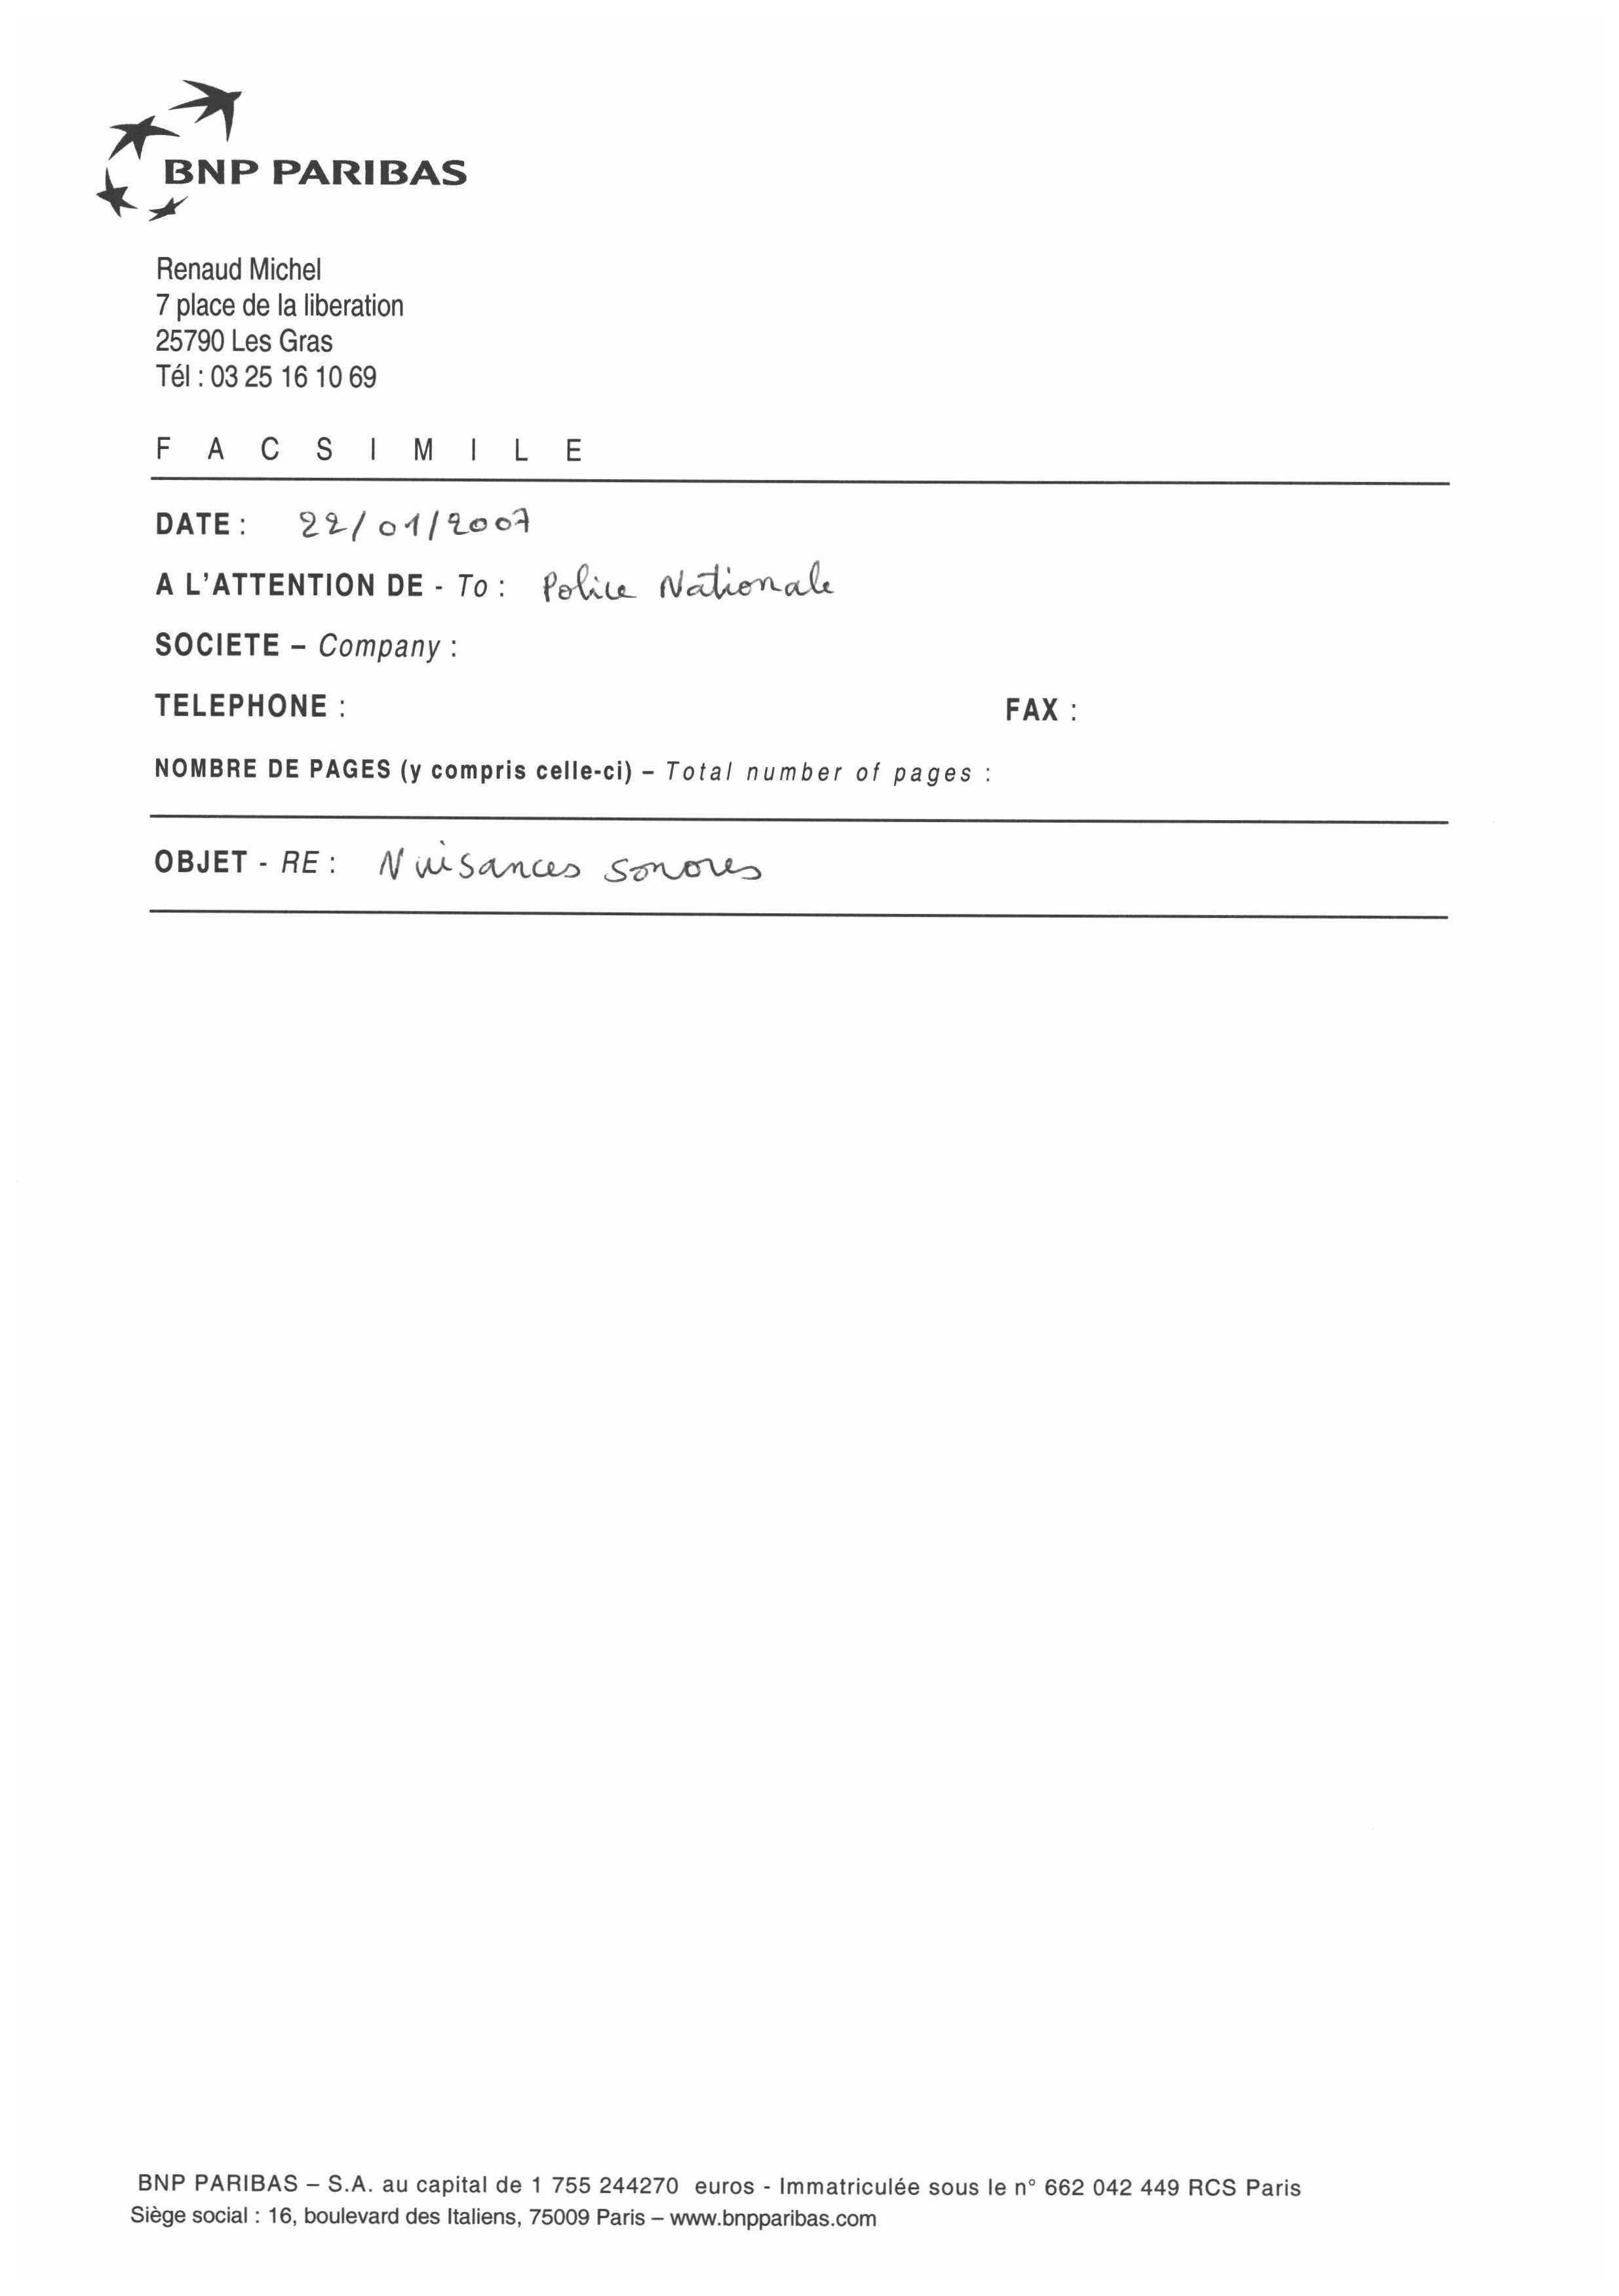 BNP PARIBAS
Renaud Michel
7 place de la liberation
25790 Les Gras
Tél : 03 25 16 10 69
F A C S I M I L E
DATE : 22/01/2007
A L'ATTENTION DE - To : Police Nationale
SOCIETE – Company :
TELEPHONE : FAX :
NOMBRE DE PAGES (y compris celle-ci) – Total number of pages :
OBJET - RE : Nuisances sonores
BNP PARIBAS – S.A. au capital de 1 755 244270 euros - Immatriculée sous le n° 662 042 449 RCS Paris
Siège social : 16, boulevard des Italiens, 75009 Paris – www.bnpparibas.com